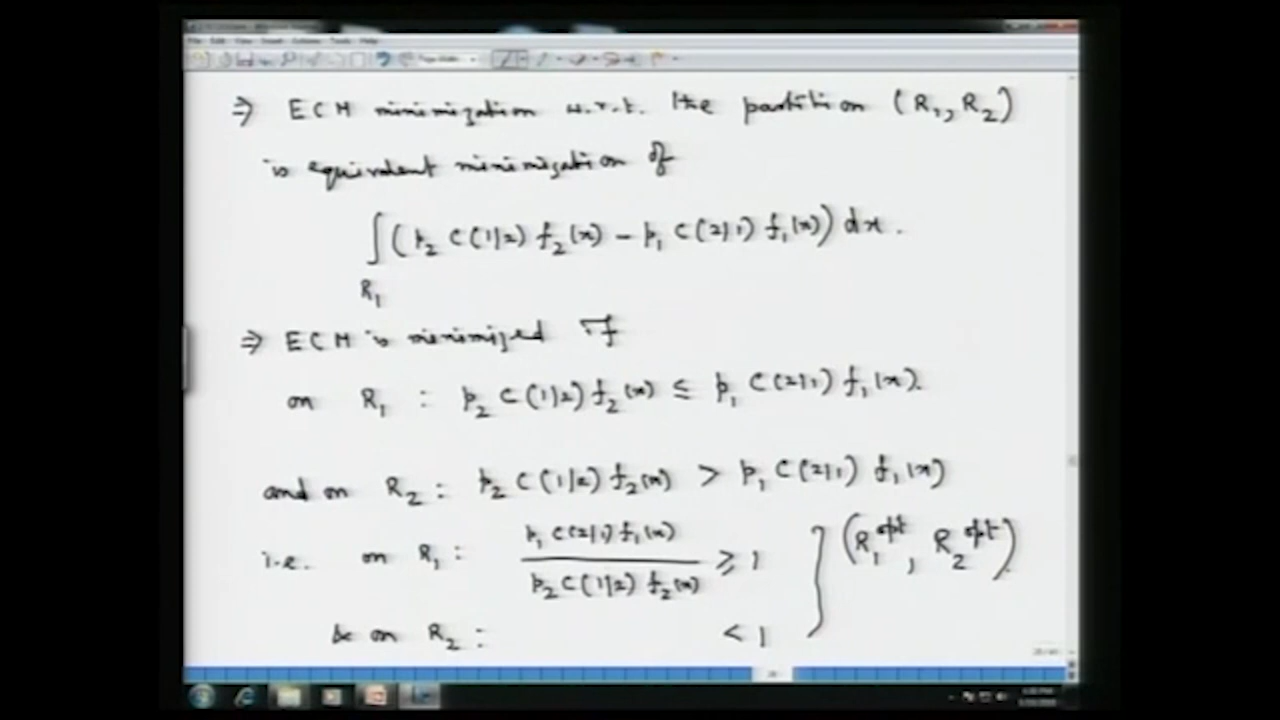 ⇒ ECM minimization w.r.t. the partition (R₁, R₂)
is equivalent minimization of
∫ (p₂ C(1|2) f₂(x) − p₁ C(2|1) f₁(x)) dx.
R₁
⇒ ECM is minimized If
on R₁ : p₂ C(1|2) f₂(x) ≤ p₁ C(2|1) f₁(x).
and on R₂ : p₂ C(1|2) f₂(x) > p₁ C(2|1) f₁(x)
i.e. on R₁ : p₁ C(2|1) f₁(x) / p₂ C(1|2) f₂(x) ≥ 1 } (R₁ᵒᵖᵗ, R₂ᵒᵖᵗ).
& on R₂ : < 1